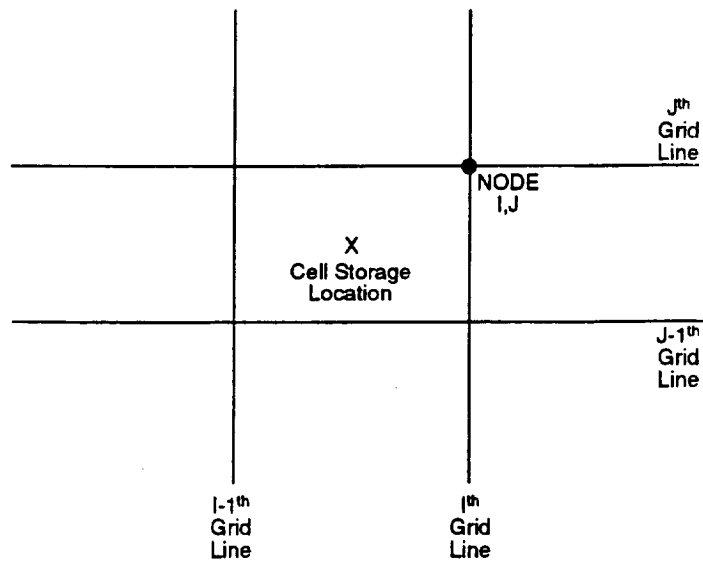 Jth
Grid
Line
NODE
I,J
X
Cell Storage
Location
J-1th
Grid
Line
I-1th
Grid
Line
Ith
Grid
Line